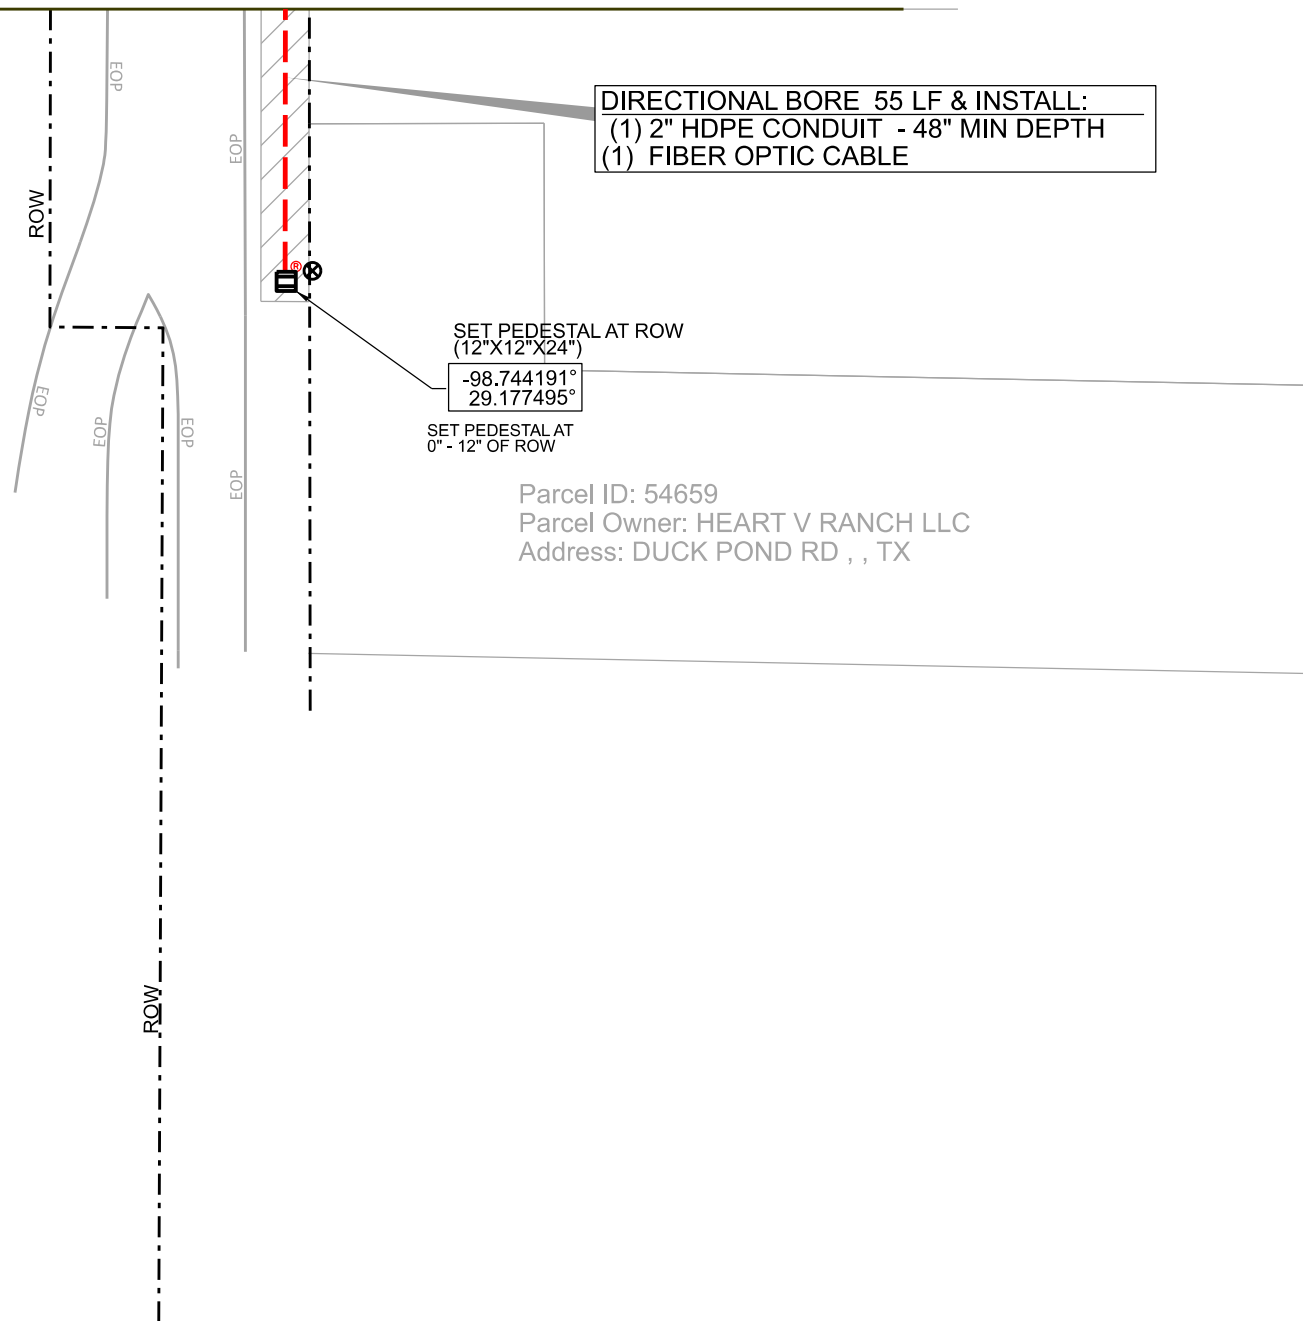 EOP
DIRECTIONAL BORE 55 LF & INSTALL:
(1) 2" HDPE CONDUIT - 48" MIN DEPTH
(1) FIBER OPTIC CABLE
EOP
ROW
®
SET PEDESTAL AT ROW
(12"X12"X24")
-98.744191°
29.177495°
EOP
EOP
EOP
SET PEDESTAL AT
0" - 12" OF ROW
EOP
Parcel ID: 54659
Parcel Owner: HEART V RANCH LLC
Address: DUCK POND RD , , TX
ROW